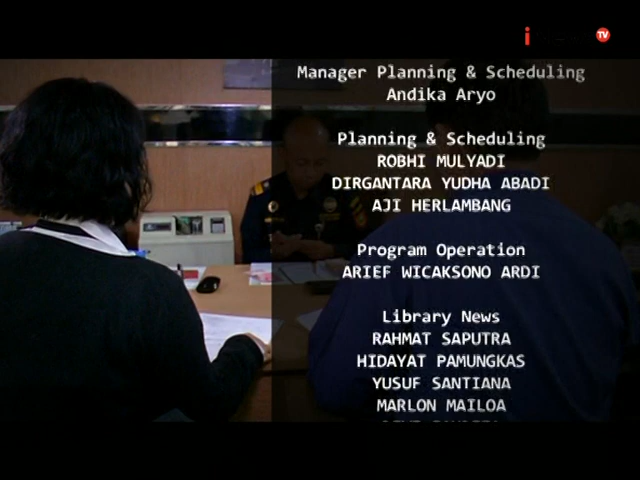 i
TV
Manager Planning & Scheduling
Andika Aryo
Planning & Scheduling
ROBHI MULYADI
DIRGANTARA YUDHA ABADI
AJI HERLAMBANG
Program Operation
ARIEF WICAKSONO ARDI
Library News
RAHMAT SAPUTRA
HIDAYAT PAMUNGKAS
YUSUF SANTIANA
MARLON MAILOA